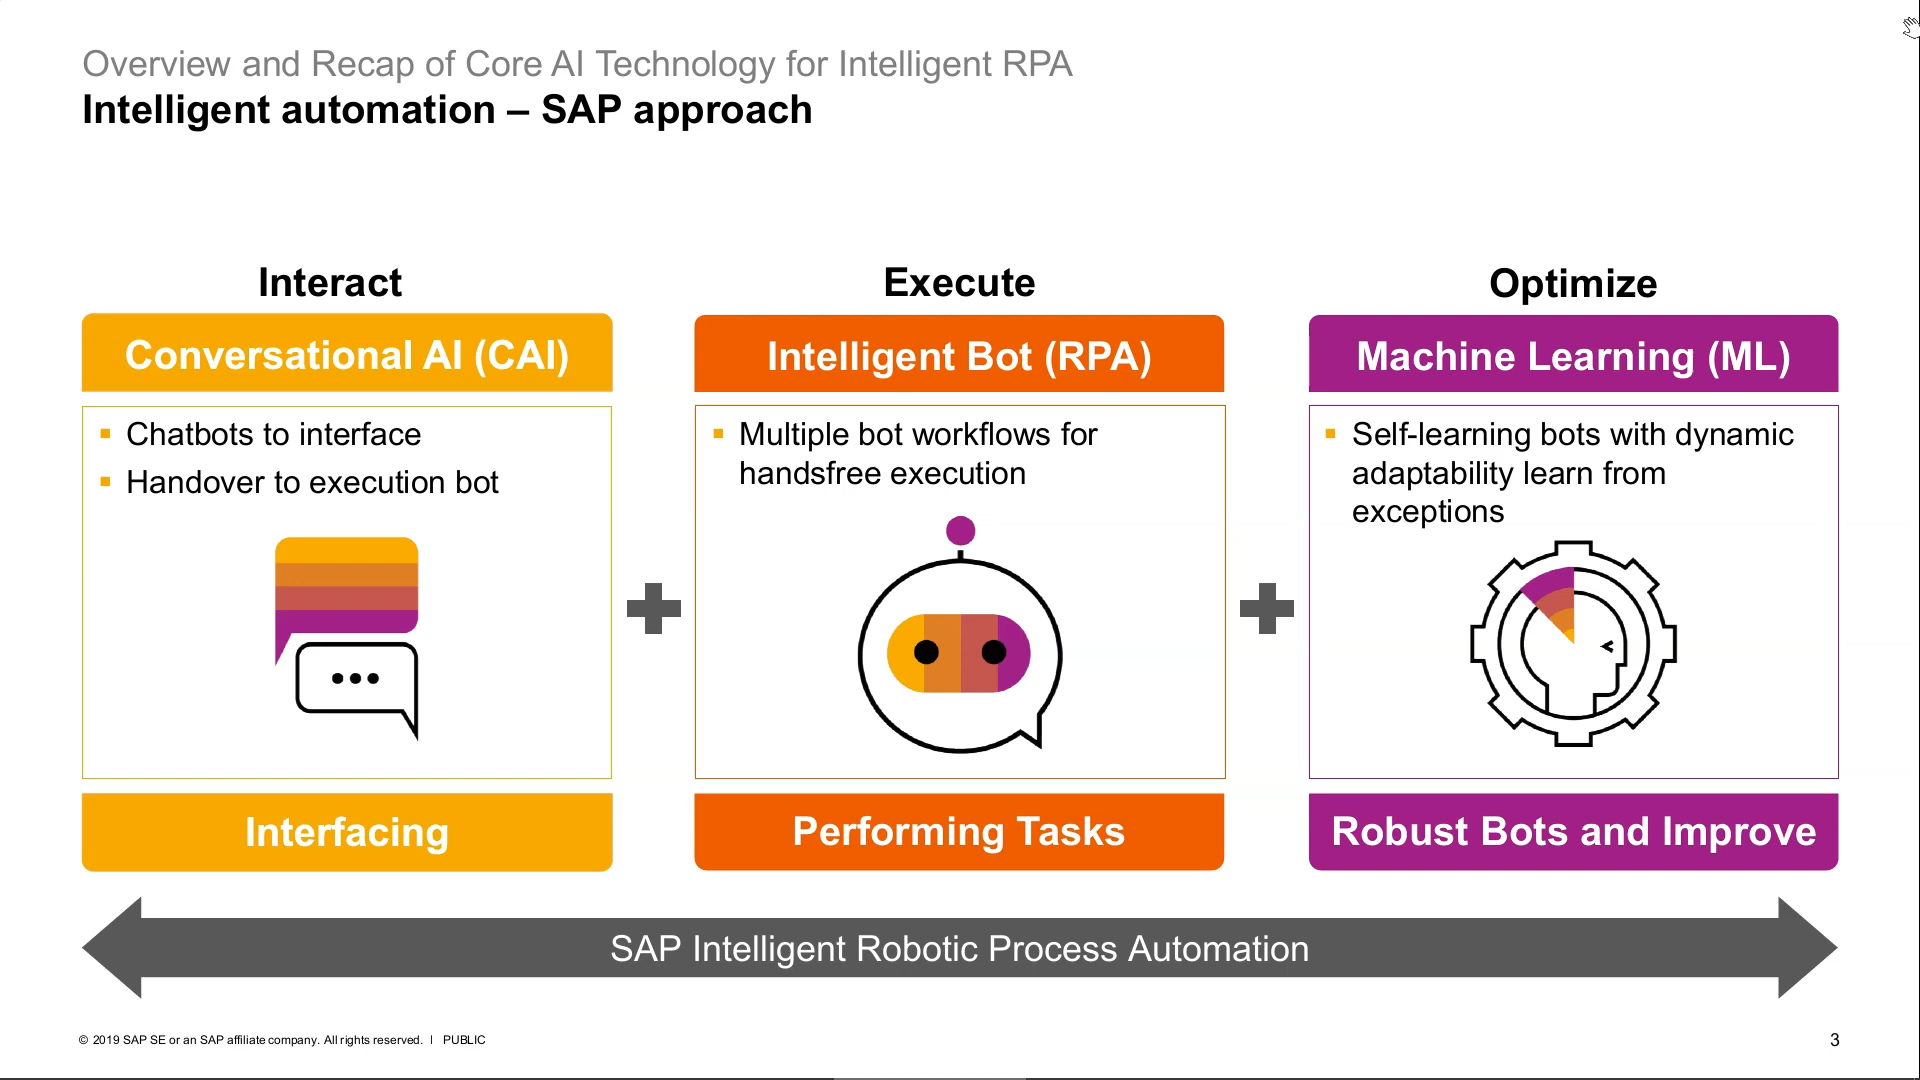 Overview and Recap of Core AI Technology for Intelligent RPA
Intelligent automation – SAP approach
Interact
Conversational AI (CAI)
▪ Chatbots to interface
▪ Handover to execution bot
Interfacing
Execute
Intelligent Bot (RPA)
▪ Multiple bot workflows for
handsfree execution
Performing Tasks
Optimize
Machine Learning (ML)
▪ Self-learning bots with dynamic
adaptability learn from
exceptions
Robust Bots and Improve
SAP Intelligent Robotic Process Automation
© 2019 SAP SE or an SAP affiliate company. All rights reserved. | PUBLIC
3